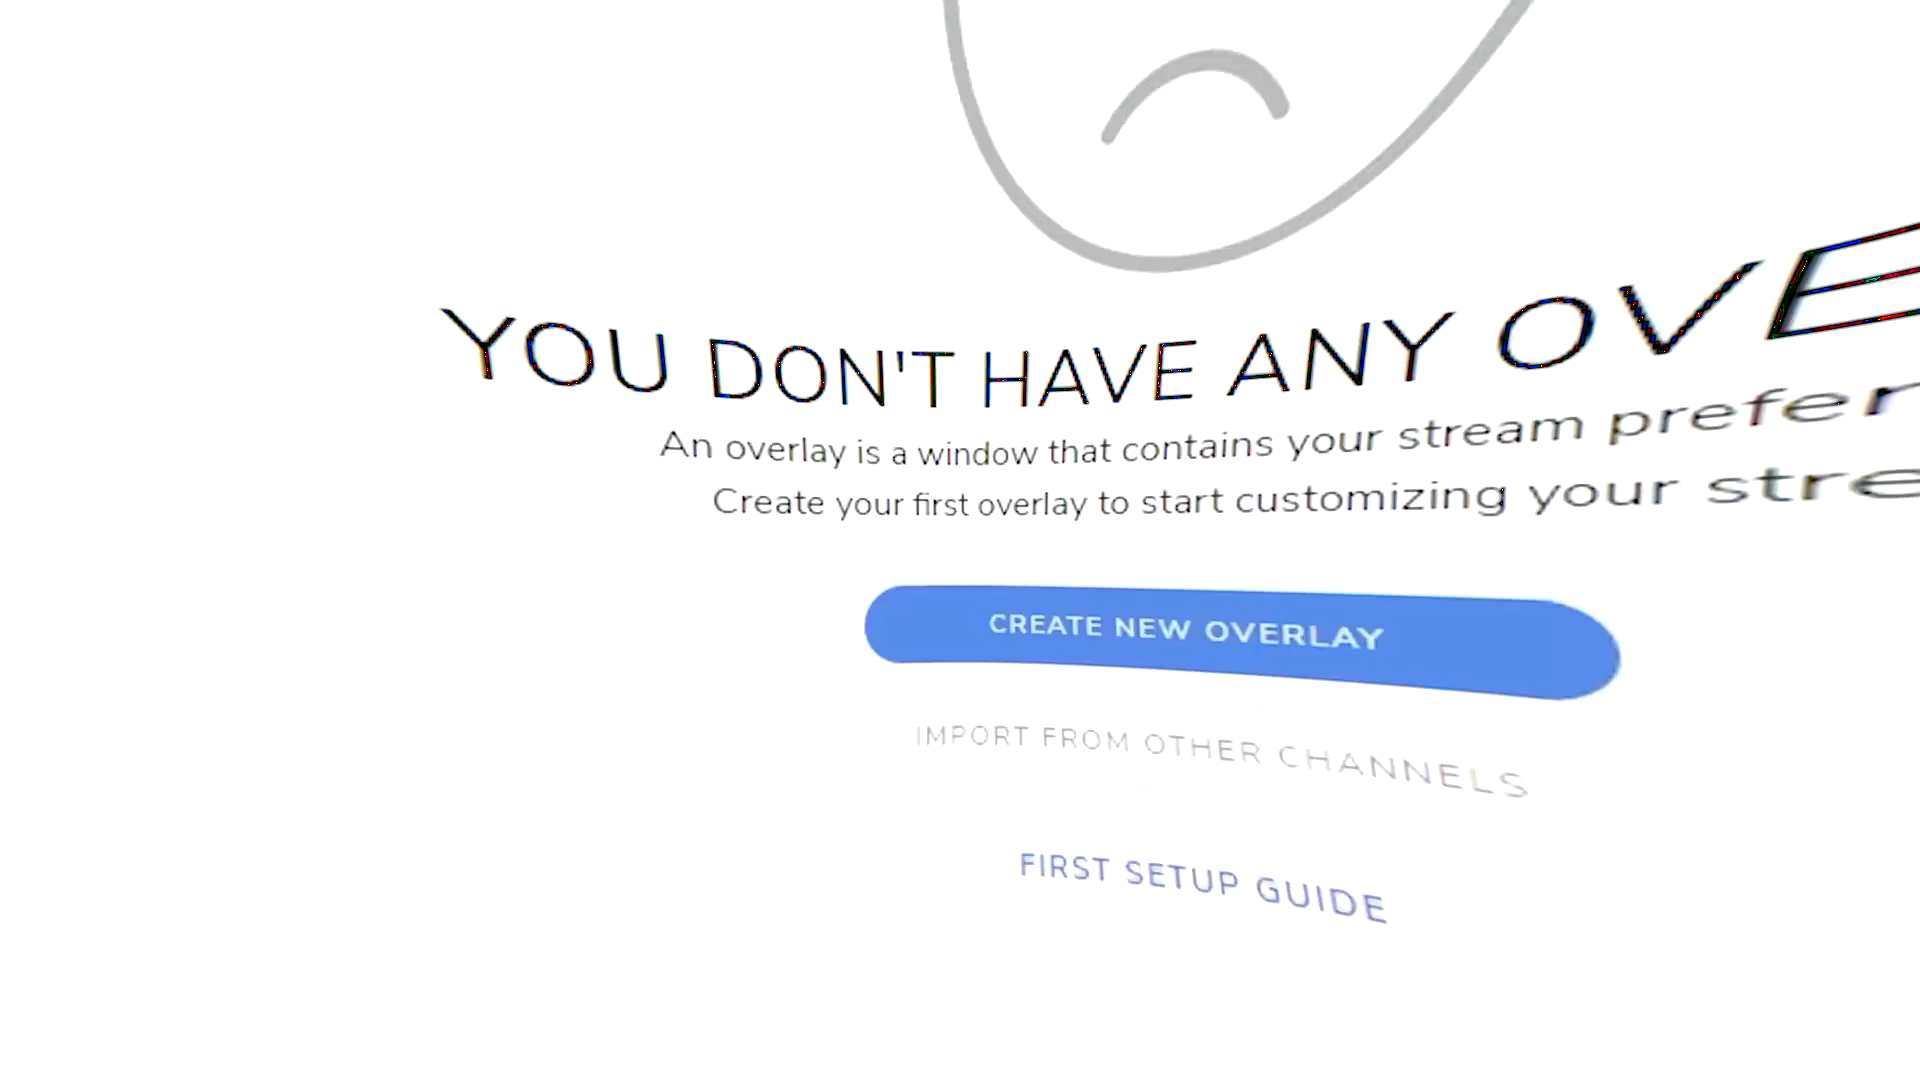 YOU DON'T HAVE ANY OVE
An overlay is a window that contains your stream prefer
Create your first overlay to start customizing your stre
CREATE NEW OVERLAY
IMPORT FROM OTHER CHANNELS
FIRST SETUP GUIDE